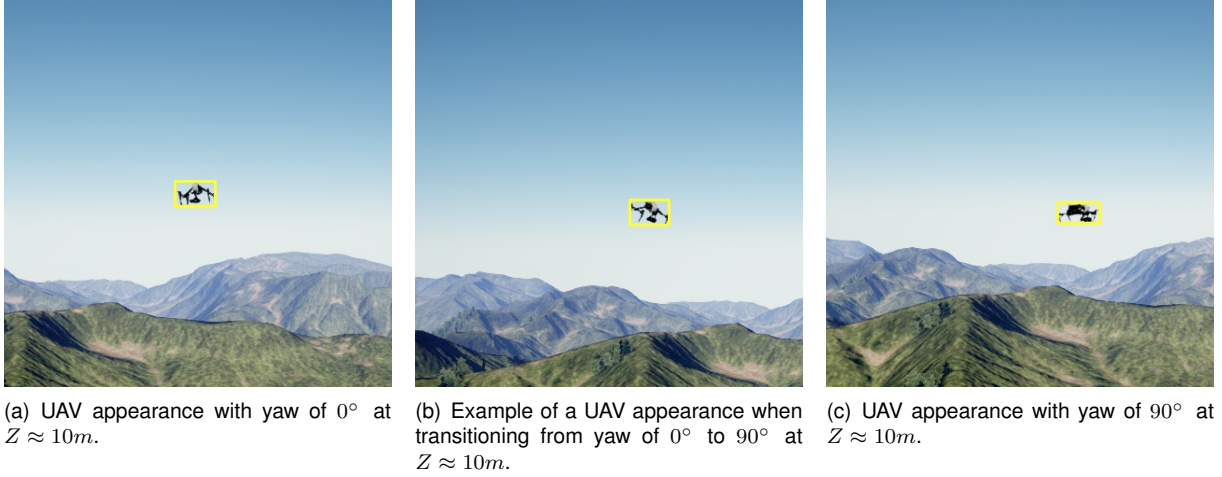 (a) UAV appearance with yaw of 0° at
Z ≈ 10m.
(b) Example of a UAV appearance when
transitioning from yaw of 0° to 90° at
Z ≈ 10m.
(c) UAV appearance with yaw of 90° at
Z ≈ 10m.